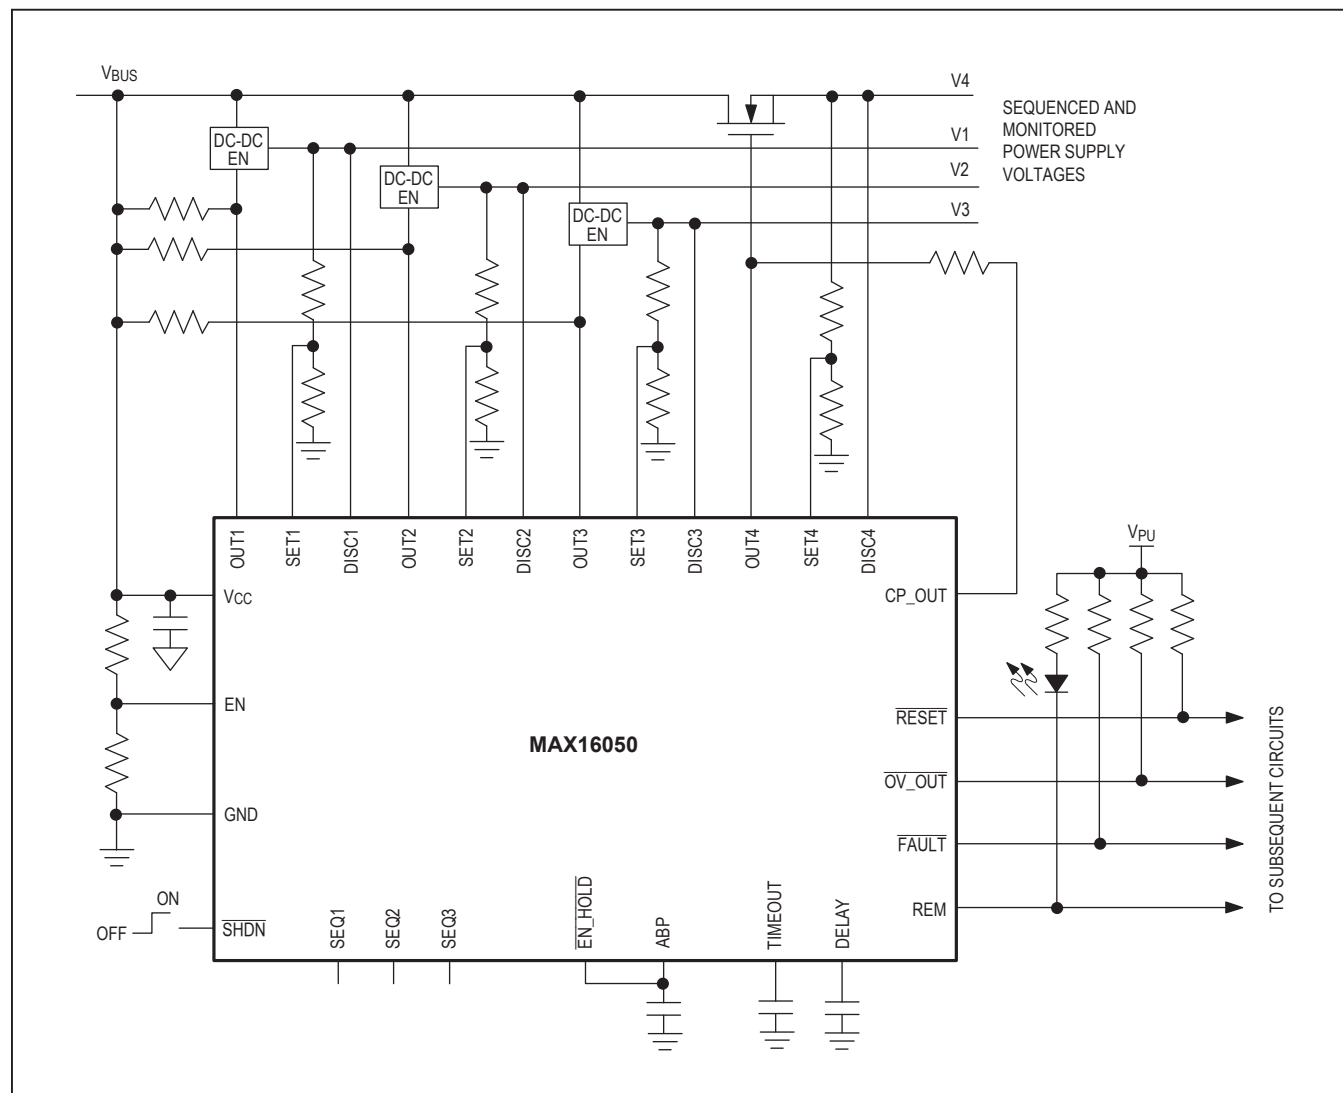 VBUS
V4
SEQUENCED AND
MONITORED
POWER SUPPLY
VOLTAGES
V1
V2
V3
DC-DC
EN
DC-DC
EN
DC-DC
EN
OUT1
SET1
DISC1
OUT2
SET2
DISC2
OUT3
SET3
DISC3
OUT4
SET4
DISC4
VPU
VCC
CP_OUT
EN
RESET
MAX16050
OV_OUT
GND
FAULT
REM
TO SUBSEQUENT CIRCUITS
ON
OFF
SHDN
SEQ1
SEQ2
SEQ3
EN_HOLD
ABP
TIMEOUT
DELAY